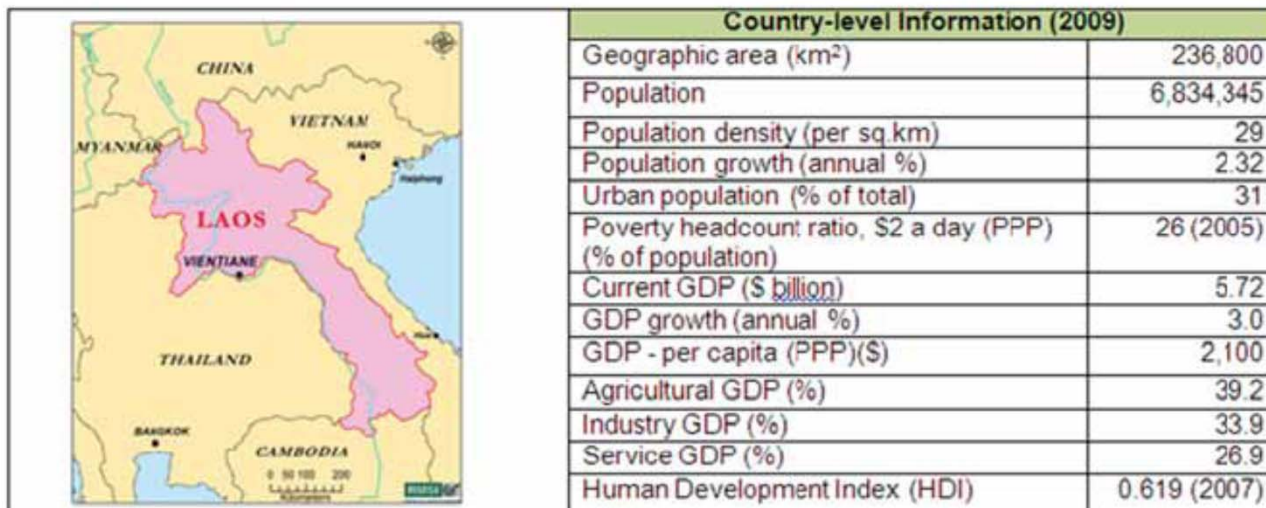 CHINA
VIETNAM
MYANMAR
HANOI
Haiphong
LAOS
VIENTIANE
Hue
THAILAND
BANGKOK
CAMBODIA
0 50 100 200
Kilometers
Country-level Information (2009)
Geographic area (km²) 236,800
Population 6,834,345
Population density (per sq.km) 29
Population growth (annual %) 2.32
Urban population (% of total) 31
Poverty headcount ratio, $2 a day (PPP) 26 (2005)
(% of population)
Current GDP ($ billion) 5.72
GDP growth (annual %) 3.0
GDP - per capita (PPP)($) 2,100
Agricultural GDP (%) 39.2
Industry GDP (%) 33.9
Service GDP (%) 26.9
Human Development Index (HDI) 0.619 (2007)